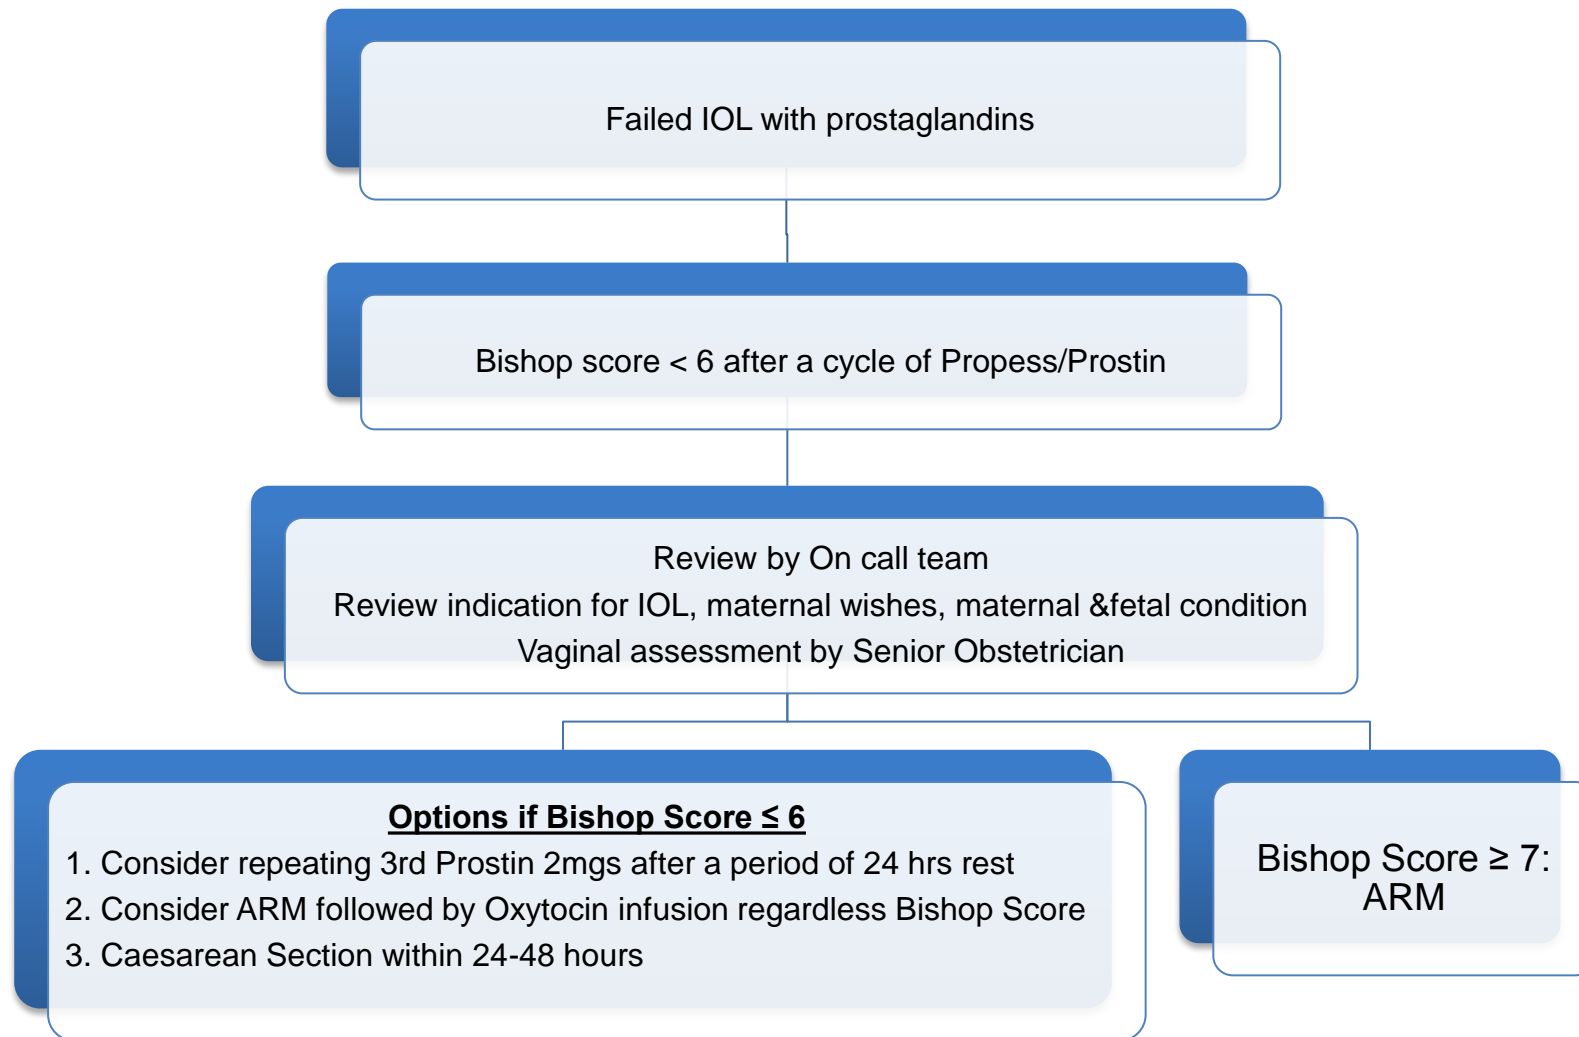 Failed IOL with prostaglandins
Bishop score < 6 after a cycle of Propess/Prostin
Review by On call team
Review indication for IOL, maternal wishes, maternal &fetal condition
Vaginal assessment by Senior Obstetrician
Options if Bishop Score ≤ 6
1. Consider repeating 3rd Prostin 2mgs after a period of 24 hrs rest
2. Consider ARM followed by Oxytocin infusion regardless Bishop Score
3. Caesarean Section within 24-48 hours
Bishop Score ≥ 7:
ARM